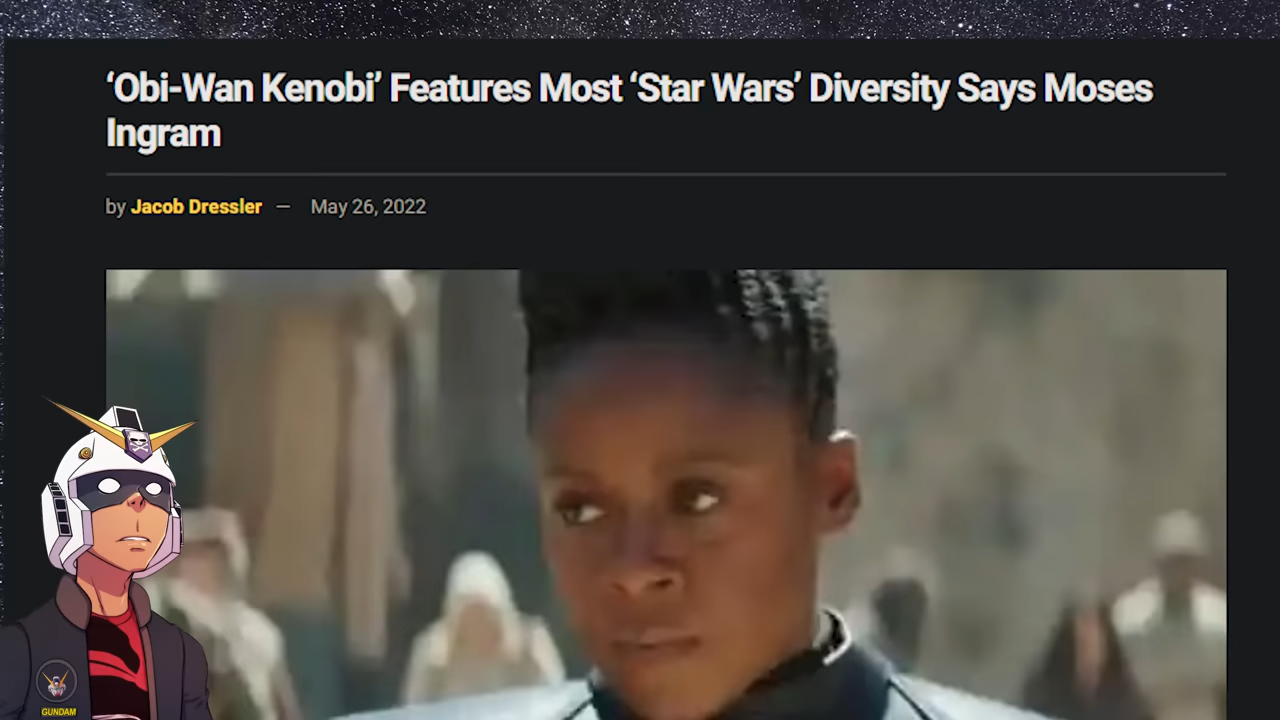 ‘Obi-Wan Kenobi’ Features Most ‘Star Wars’ Diversity Says Moses
Ingram
by Jacob Dressler — May 26, 2022
GUNDAM